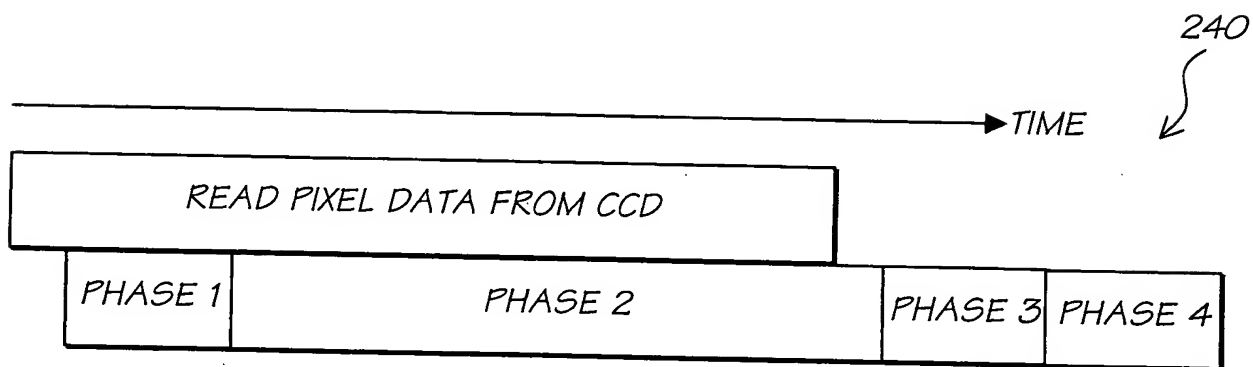 240
TIME
READ PIXEL DATA FROM CCD
PHASE 1 PHASE 2 PHASE 3 PHASE 4